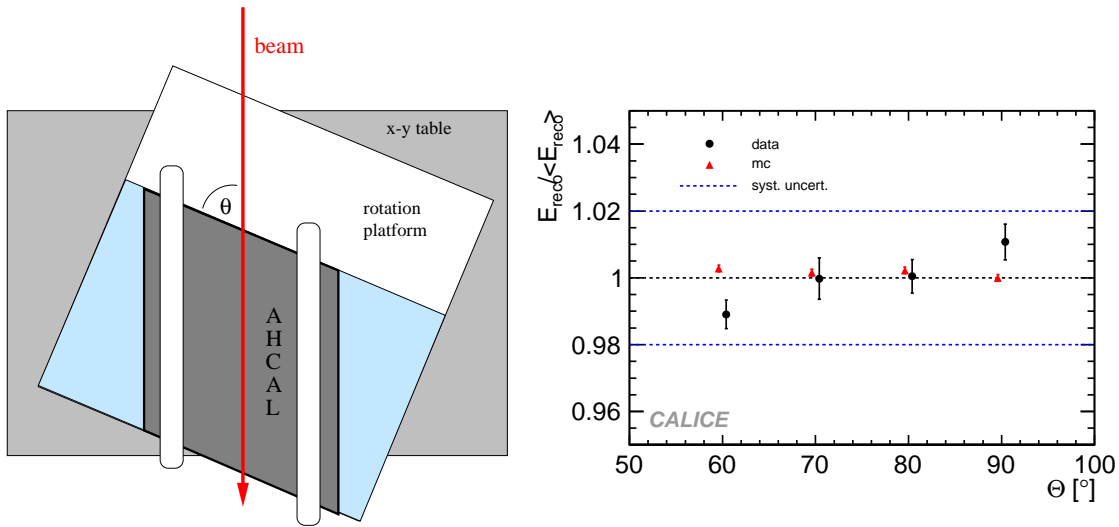 beam
x-y table
θ
rotation
platform
A
H
C
A
L
E_reco/<E_reco>
1.04
1.02
1
0.98
0.96
data
mc
syst. uncert.
CALICE
50 60 70 80 90 100
Θ [°]